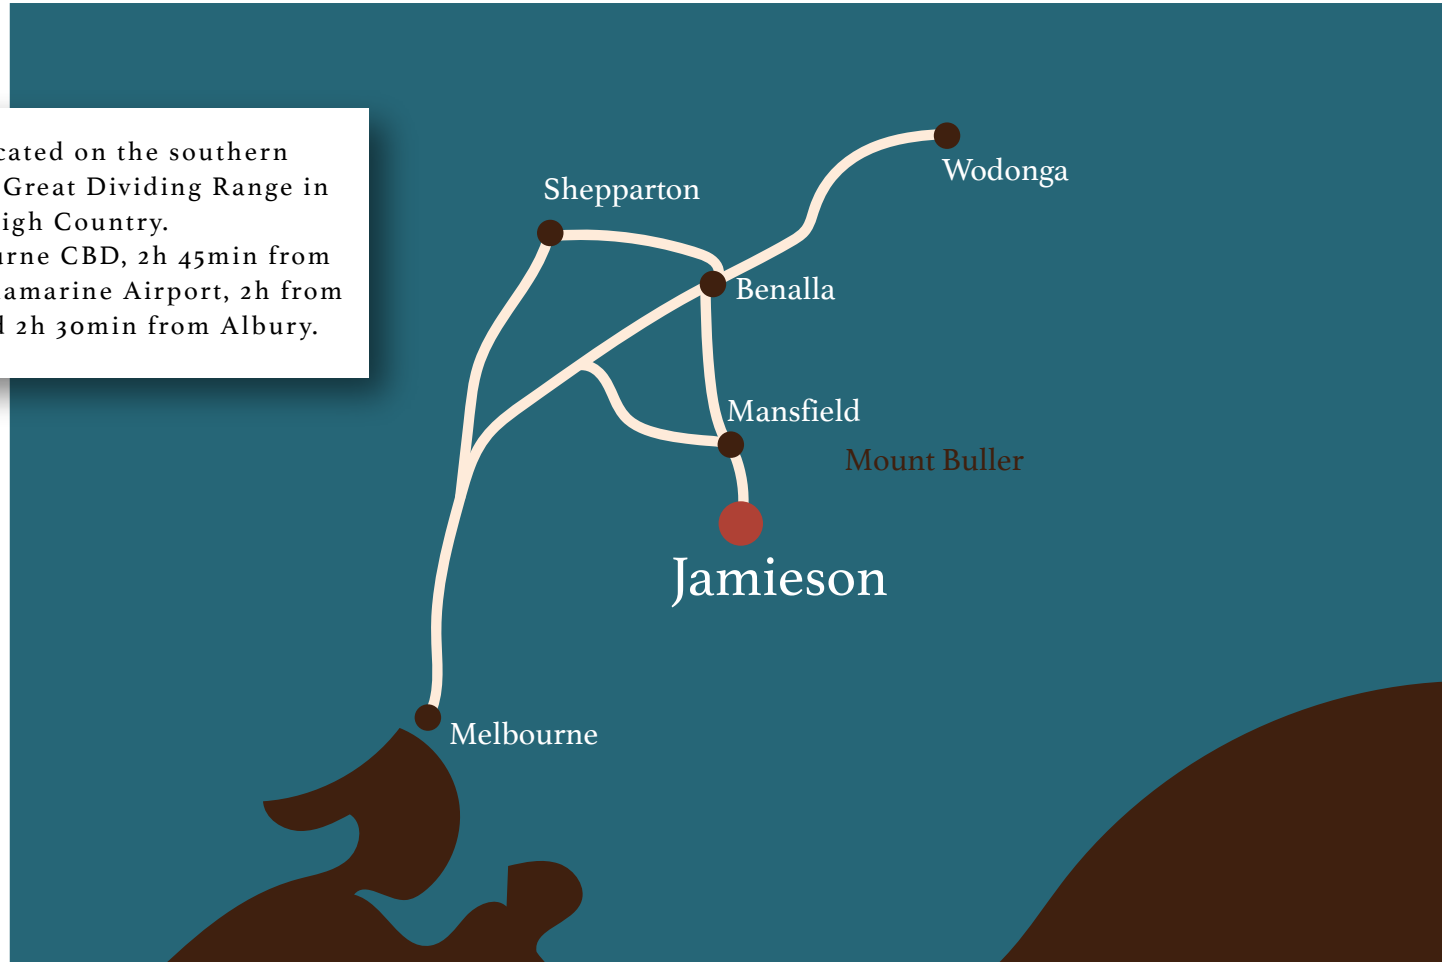 cated on the southern
Great Dividing Range in
igh Country.
urne CBD, 2h 45min from
lamarine Airport, 2h from
d 2h 30min from Albury.
Wodonga
Shepparton
Benalla
Mansfield
Mount Buller
Jamieson
Melbourne